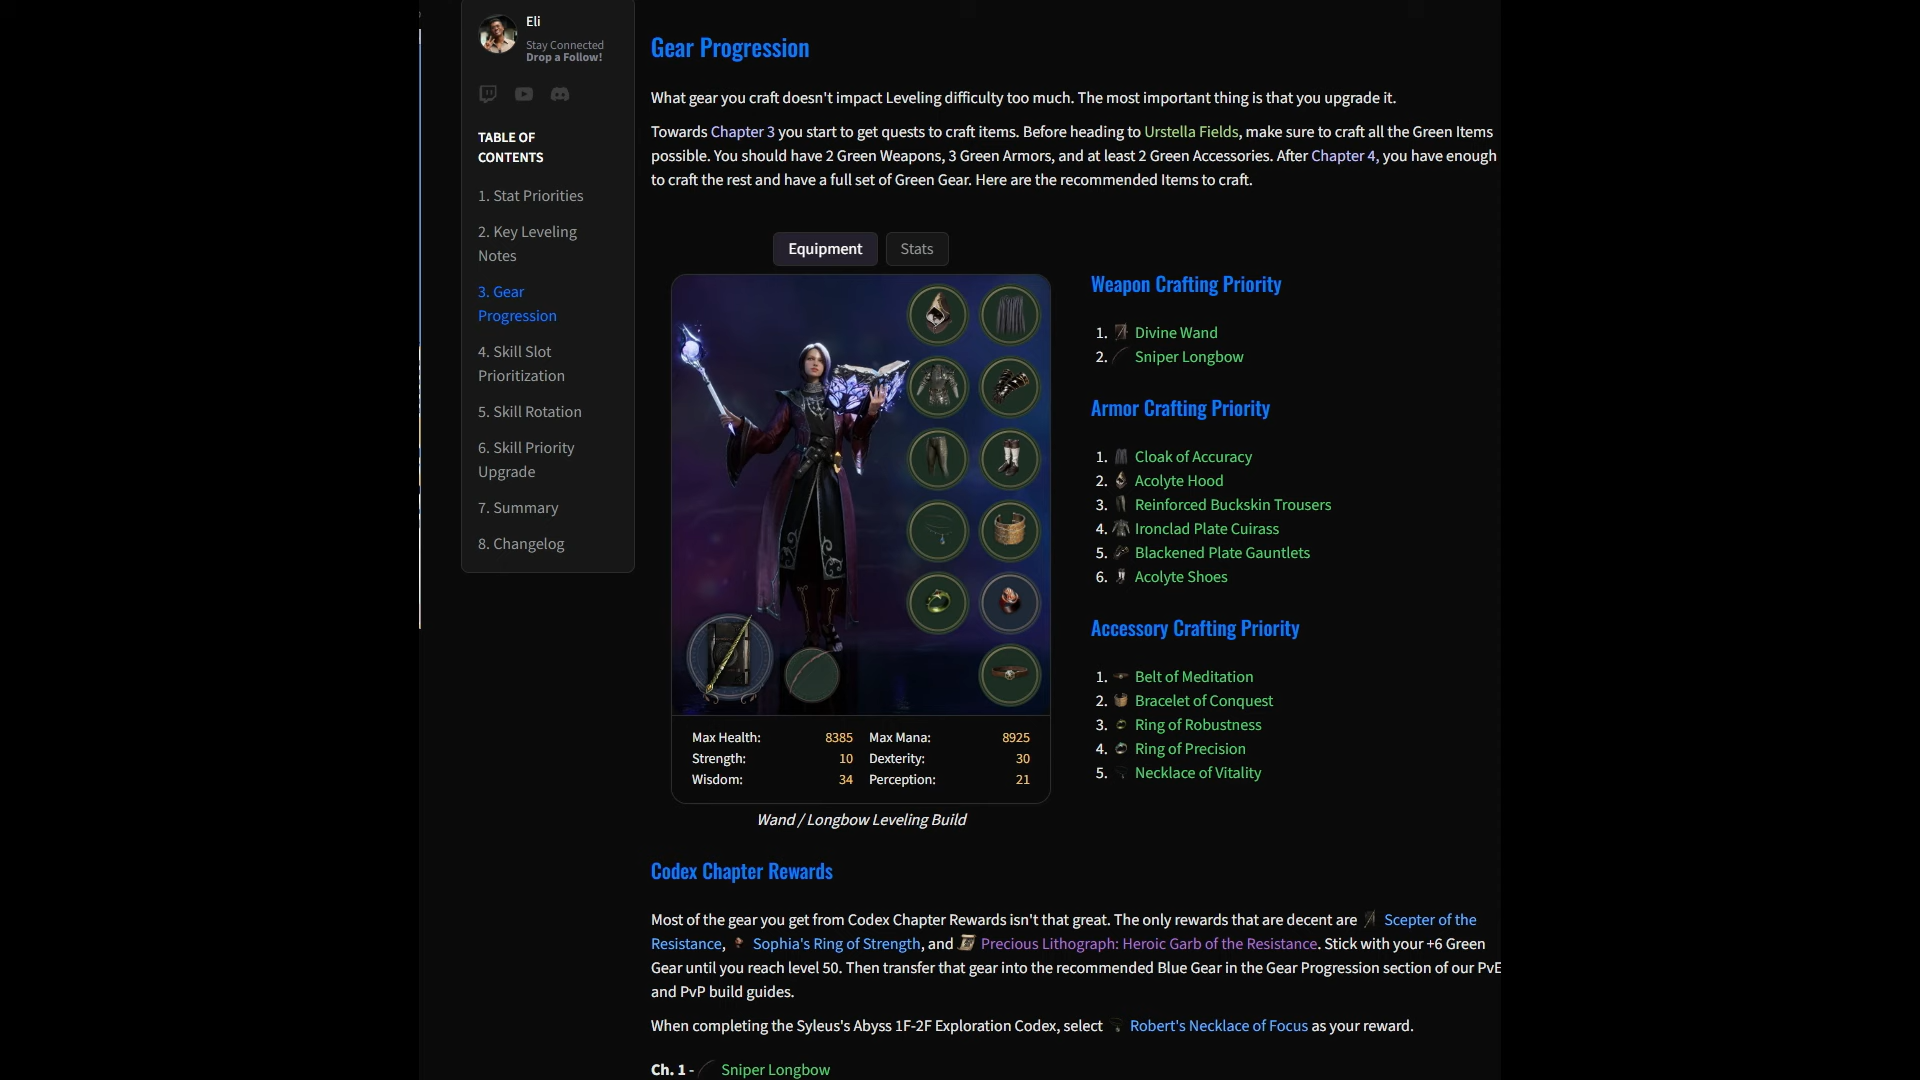 Eli
Stay Connected
Drop a Follow!
TABLE OF
CONTENTS
1. Stat Priorities
2. Key Leveling
Notes
3. Gear
Progression
4. Skill Slot
Prioritization
5. Skill Rotation
6. Skill Priority
Upgrade
7. Summary
8. Changelog
Gear Progression
What gear you craft doesn't impact Leveling difficulty too much. The most important thing is that you upgrade it.
Towards Chapter 3 you start to get quests to craft items. Before heading to Urstella Fields, make sure to craft all the Green Items
possible. You should have 2 Green Weapons, 3 Green Armors, and at least 2 Green Accessories. After Chapter 4, you have enough
to craft the rest and have a full set of Green Gear. Here are the recommended Items to craft.
Equipment
Stats
Max Health: 8385 Max Mana: 8925
Strength: 10 Dexterity: 30
Wisdom: 34 Perception: 21
Wand / Longbow Leveling Build
Weapon Crafting Priority
1. Divine Wand
2. Sniper Longbow
Armor Crafting Priority
1. Cloak of Accuracy
2. Acolyte Hood
3. Reinforced Buckskin Trousers
4. Ironclad Plate Cuirass
5. Blackened Plate Gauntlets
6. Acolyte Shoes
Accessory Crafting Priority
1. Belt of Meditation
2. Bracelet of Conquest
3. Ring of Robustness
4. Ring of Precision
5. Necklace of Vitality
Codex Chapter Rewards
Most of the gear you get from Codex Chapter Rewards isn't that great. The only rewards that are decent are Scepter of the
Resistance, Sophia's Ring of Strength, and Precious Lithograph: Heroic Garb of the Resistance. Stick with your +6 Green
Gear until you reach level 50. Then transfer that gear into the recommended Blue Gear in the Gear Progression section of our PvE
and PvP build guides.
When completing the Syleus's Abyss 1F-2F Exploration Codex, select Robert's Necklace of Focus as your reward.
Ch. 1 - Sniper Longbow